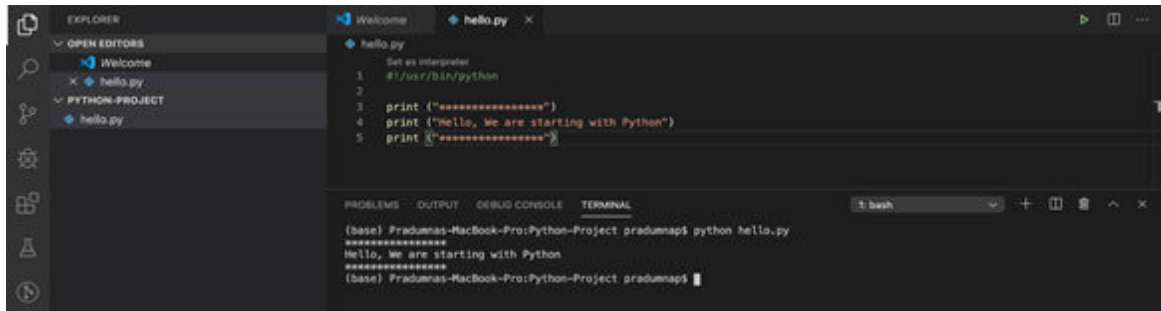 EXPLORER
OPEN EDITORS
Welcome
× hello.py
PYTHON-PROJECT
hello.py
Welcome
hello.py ×
hello.py
Set as interpreter
1 #!/usr/bin/python
2
3 print ("****************")
4 print ("Hello, We are starting with Python")
5 print ("****************")
PROBLEMS OUTPUT DEBUG CONSOLE TERMINAL 1: bash
(base) Pradumnas-MacBook-Pro:Python-Project pradumnap$ python hello.py
****************
Hello, We are starting with Python
****************
(base) Pradumnas-MacBook-Pro:Python-Project pradumnap$